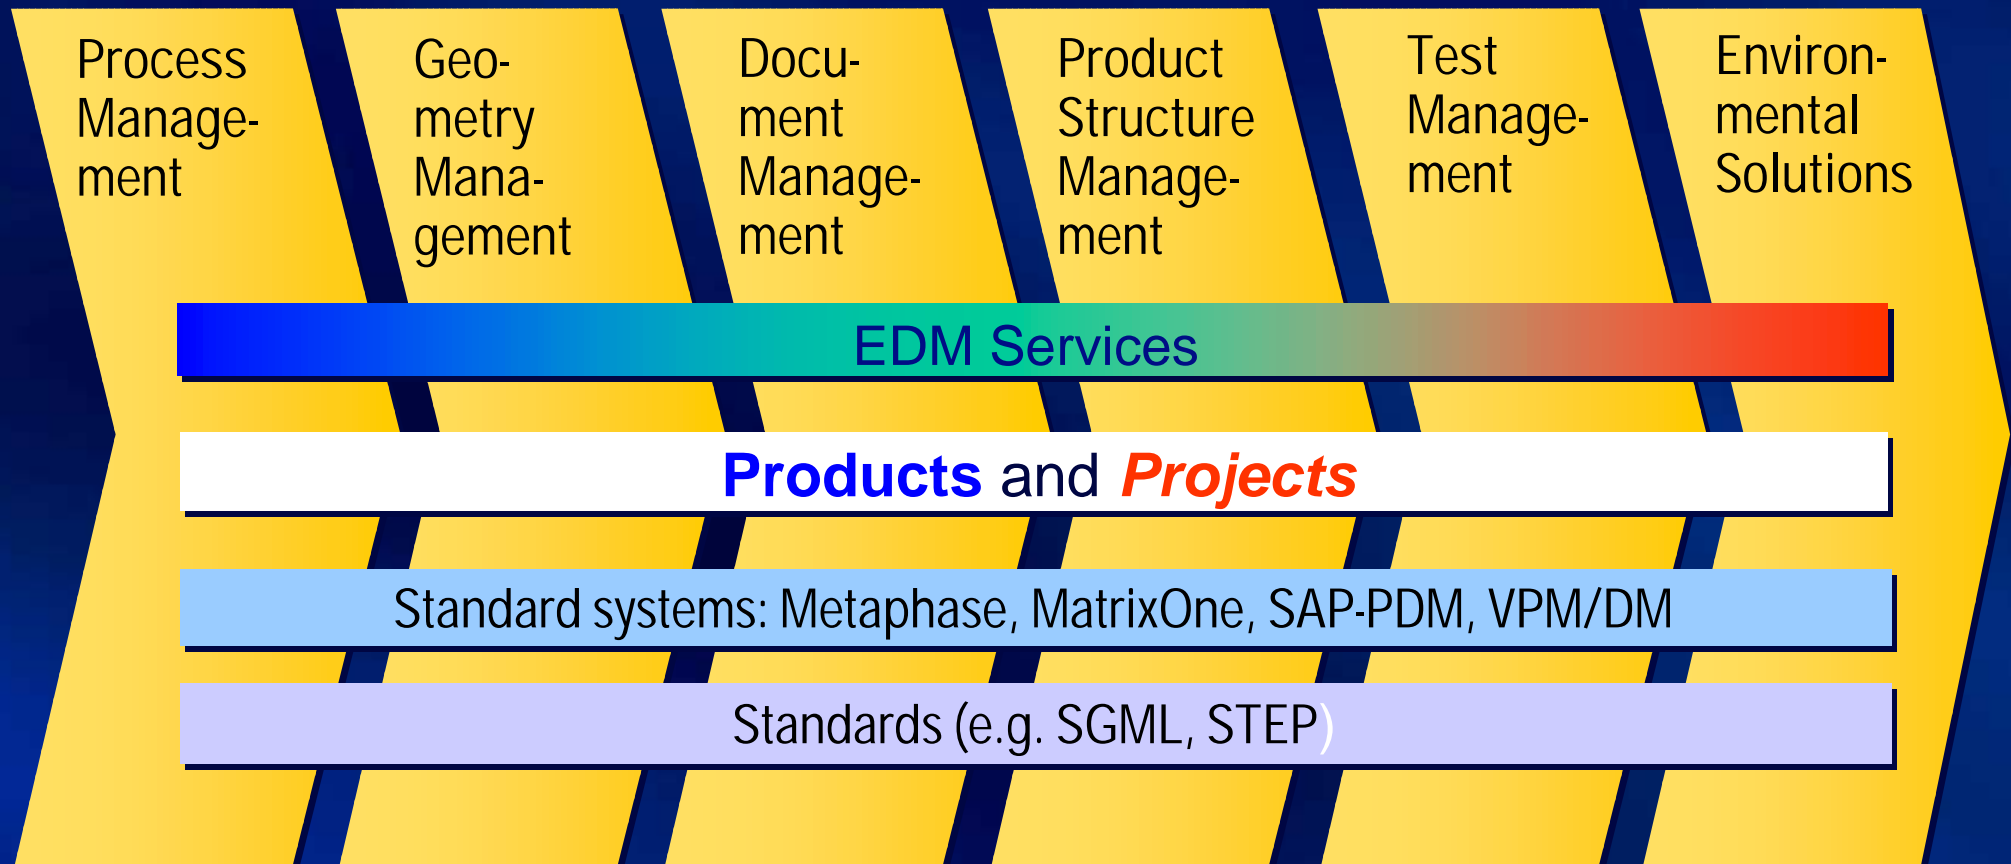 Process
Manage-
ment
Geo-
metry
Mana-
gement
Docu-
ment
Manage-
ment
Product
Structure
Manage-
ment
Test
Manage-
ment
Environ-
mental
Solutions
EDM Services
Products and Projects
Standard systems: Metaphase, MatrixOne, SAP-PDM, VPM/DM
Standards (e.g. SGML, STEP)